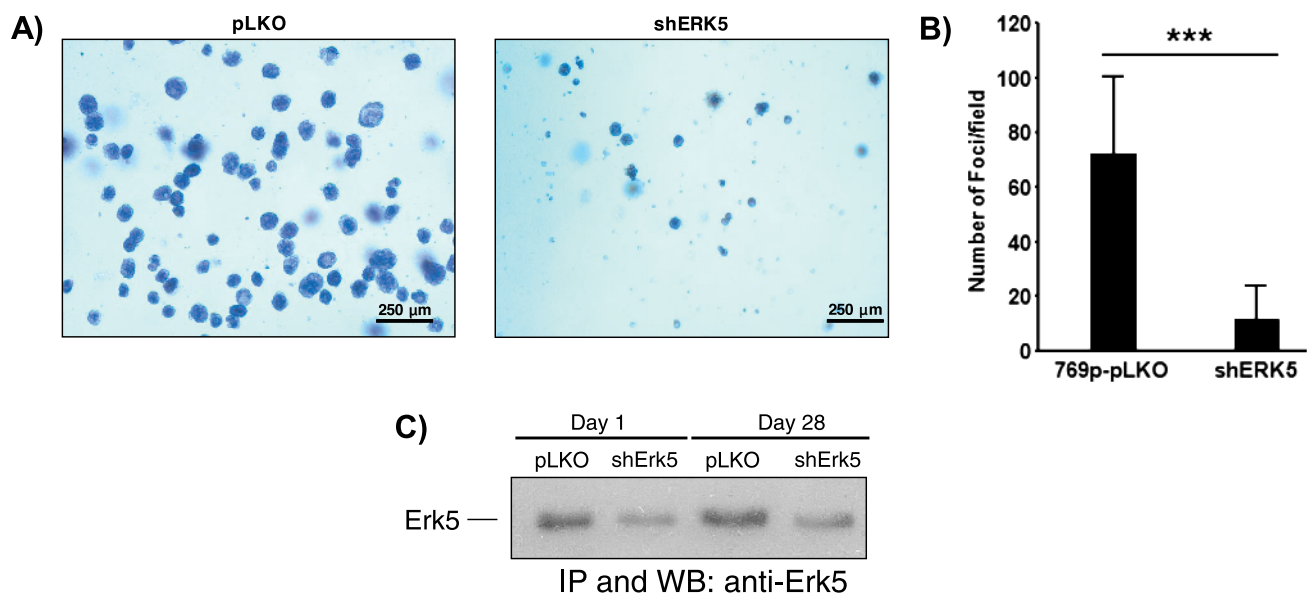 A)
pLKO
shERK5
250 µm
250 µm
B)
***
120
100
80
60
40
20
0
Number of Foci/field
769p-pLKO
shERK5
C)
Day 1
Day 28
pLKO
shErk5
pLKO
shErk5
Erk5
IP and WB: anti-Erk5